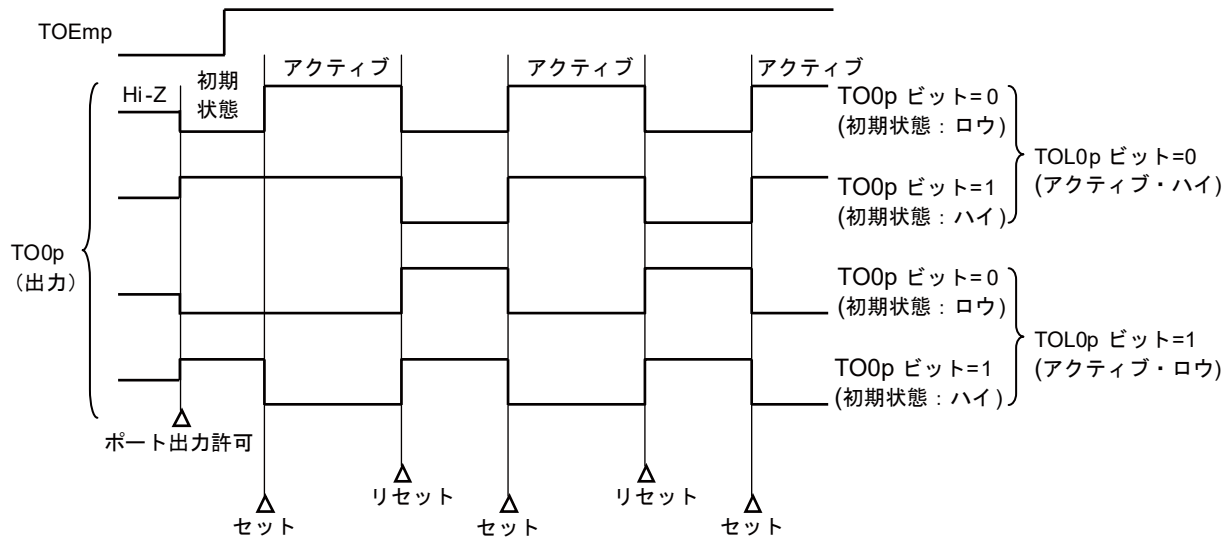 TOEmp
アクティブ
アクティブ
アクティブ
Hi-Z
初期
状態
TO0p ビット=0
(初期状態：ロウ)
TOL0p ビット=0
(アクティブ・ハイ)
TO0p ビット=1
(初期状態：ハイ)
TO0p
（出力）
TO0p ビット=0
(初期状態：ロウ)
TOL0p ビット=1
(アクティブ・ロウ)
TO0p ビット=1
(初期状態：ハイ)
ポート出力許可
リセット
リセット
セット
セット
セット